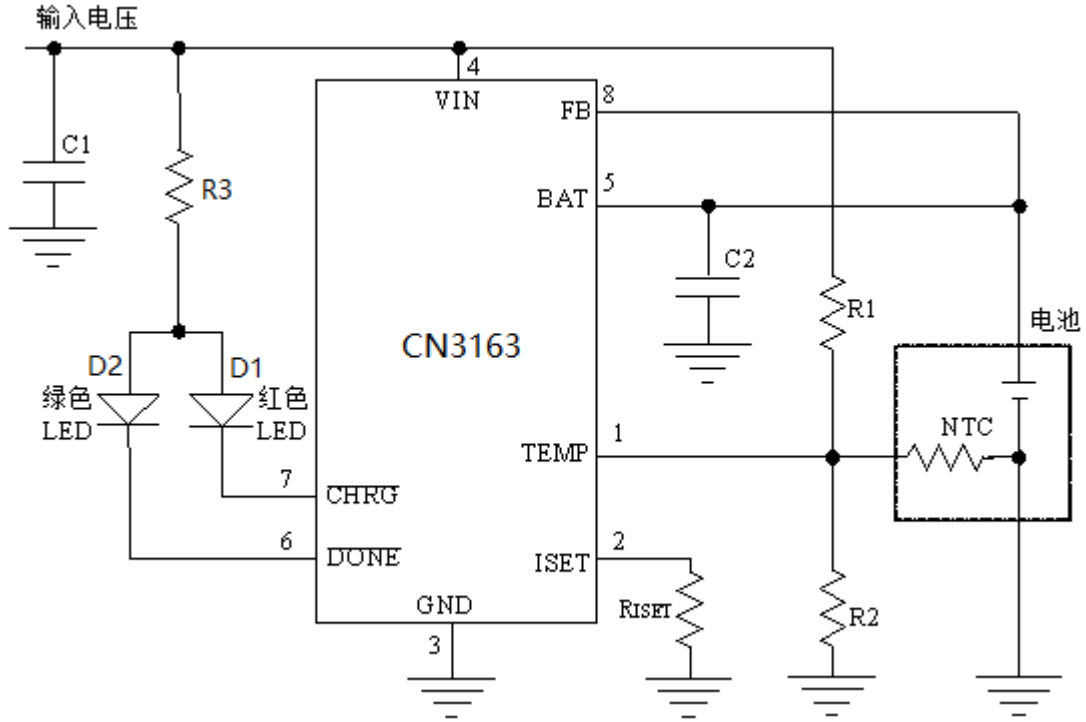 输入电压
4
VIN
8
FB
C1
R3
5
BAT
C2
R1
CN3163
电池
D2
D1
绿色
LED
红色
LED
NTC
1
TEMP
7
CHRG
2
6
DONE
ISET
GND
RISET
R2
3